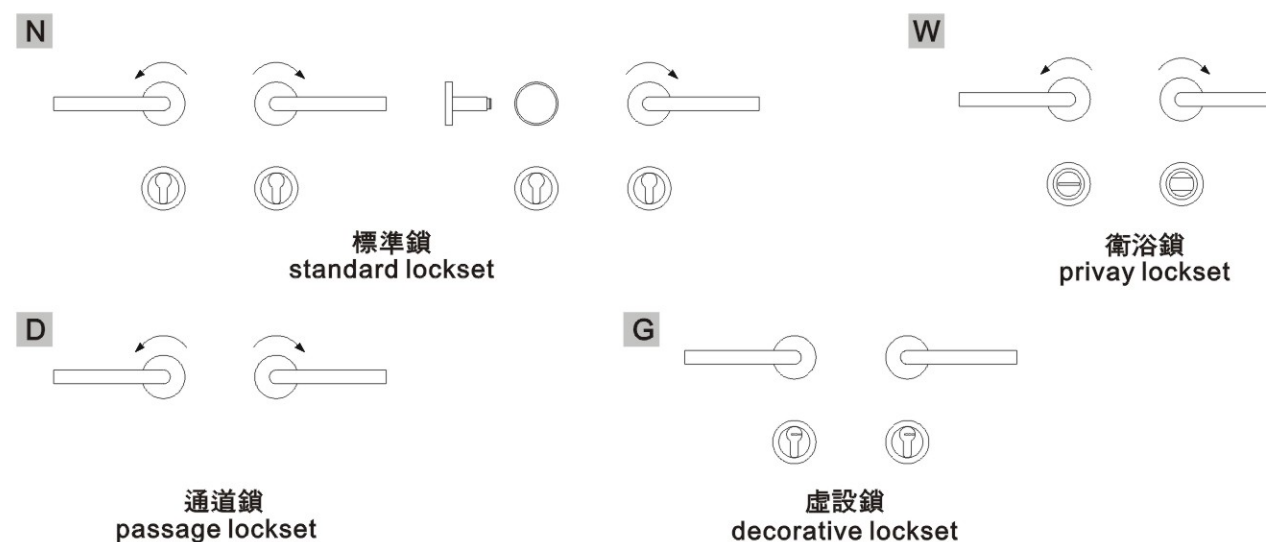 N
W
標準鎖
standard lockset
衛浴鎖
privay lockset
D
G
通道鎖
passage lockset
虛設鎖
decorative lockset